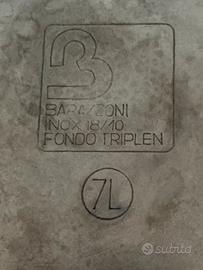 B
BARAZZONI
INOX 18/10
FONDO TRIPLEN
7L
subito